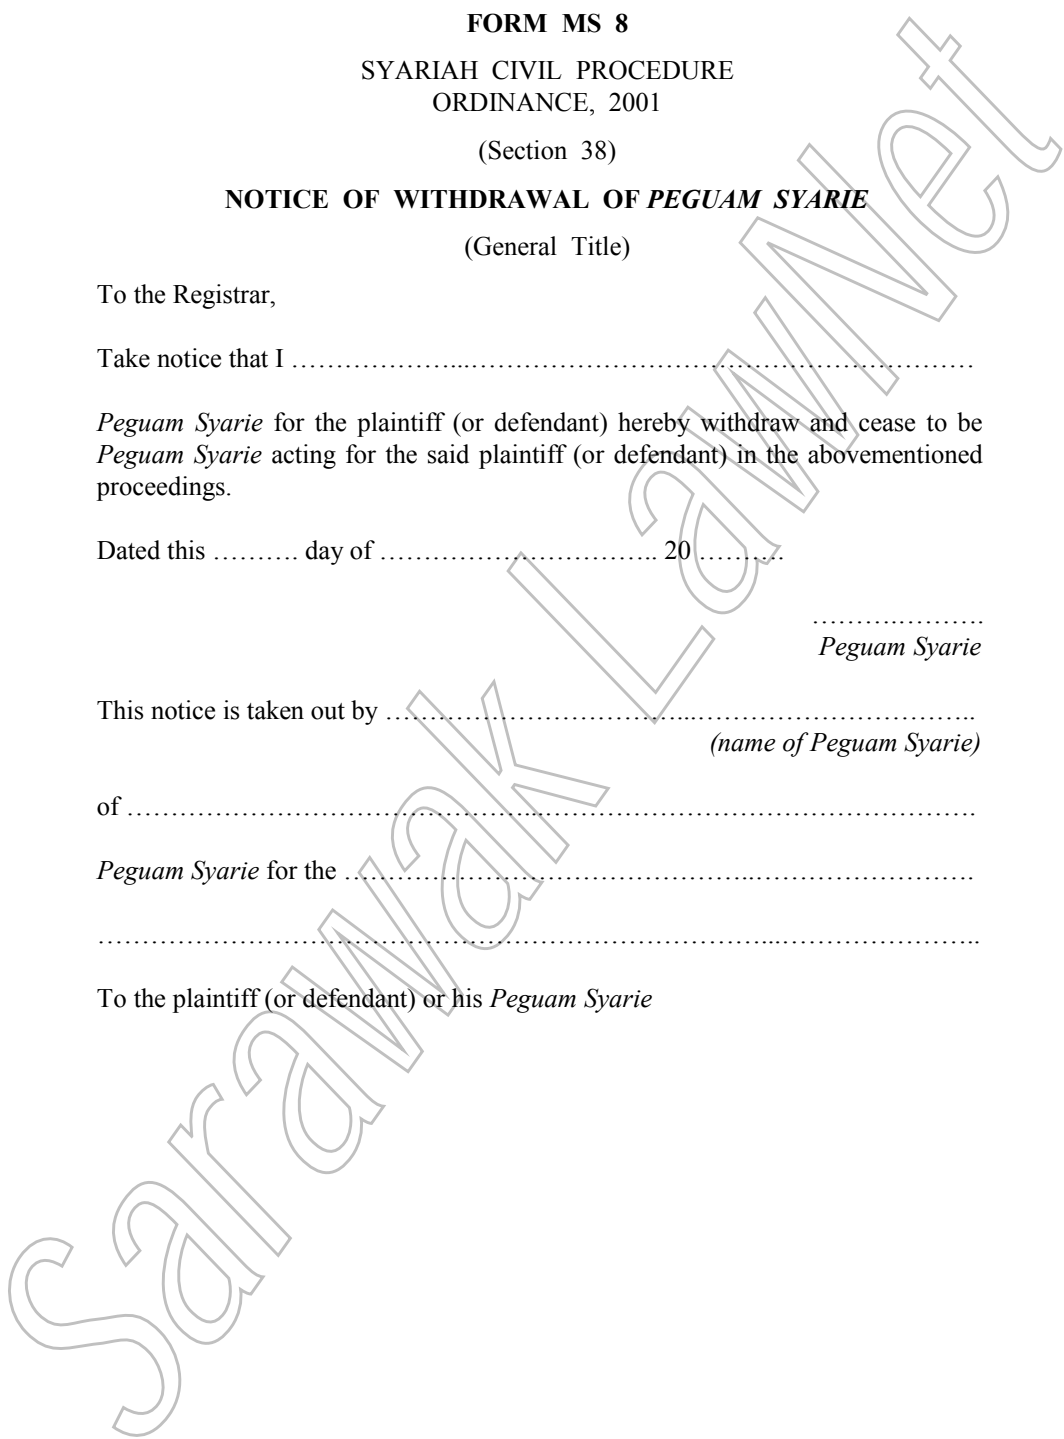 FORM MS 8
SYARIAH CIVIL PROCEDURE
ORDINANCE, 2001
(Section 38)
NOTICE OF WITHDRAWAL OF PEGUAM SYARIE
(General Title)
To the Registrar,
Take notice that I ………………...…………………………………………………
Peguam Syarie for the plaintiff (or defendant) hereby withdraw and cease to be
Peguam Syarie acting for the said plaintiff (or defendant) in the abovementioned
proceedings.
Dated this ………. day of ………………………….. 20 ……….
……….……….
Peguam Syarie
This notice is taken out by ……………………………...…………………………..
(name of Peguam Syarie)
of ………………………………………...………………………………………….
Peguam Syarie for the ………………………………………..…………………….
…………………………………………………………………...…………………..
To the plaintiff (or defendant) or his Peguam Syarie
Sarawak LawNet